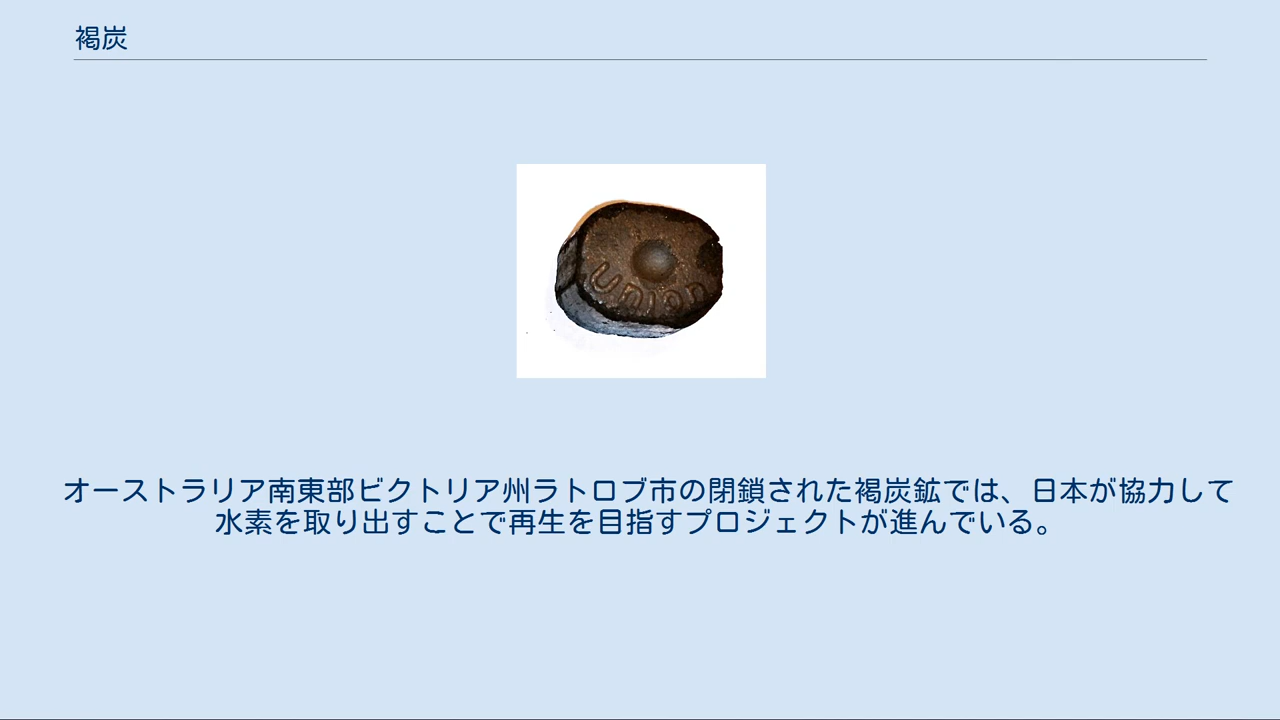 褐炭
union
オーストラリア南東部ビクトリア州ラトロブ市の閉鎖された褐炭鉱では、日本が協力して
水素を取り出すことで再生を目指すプロジェクトが進んでいる。